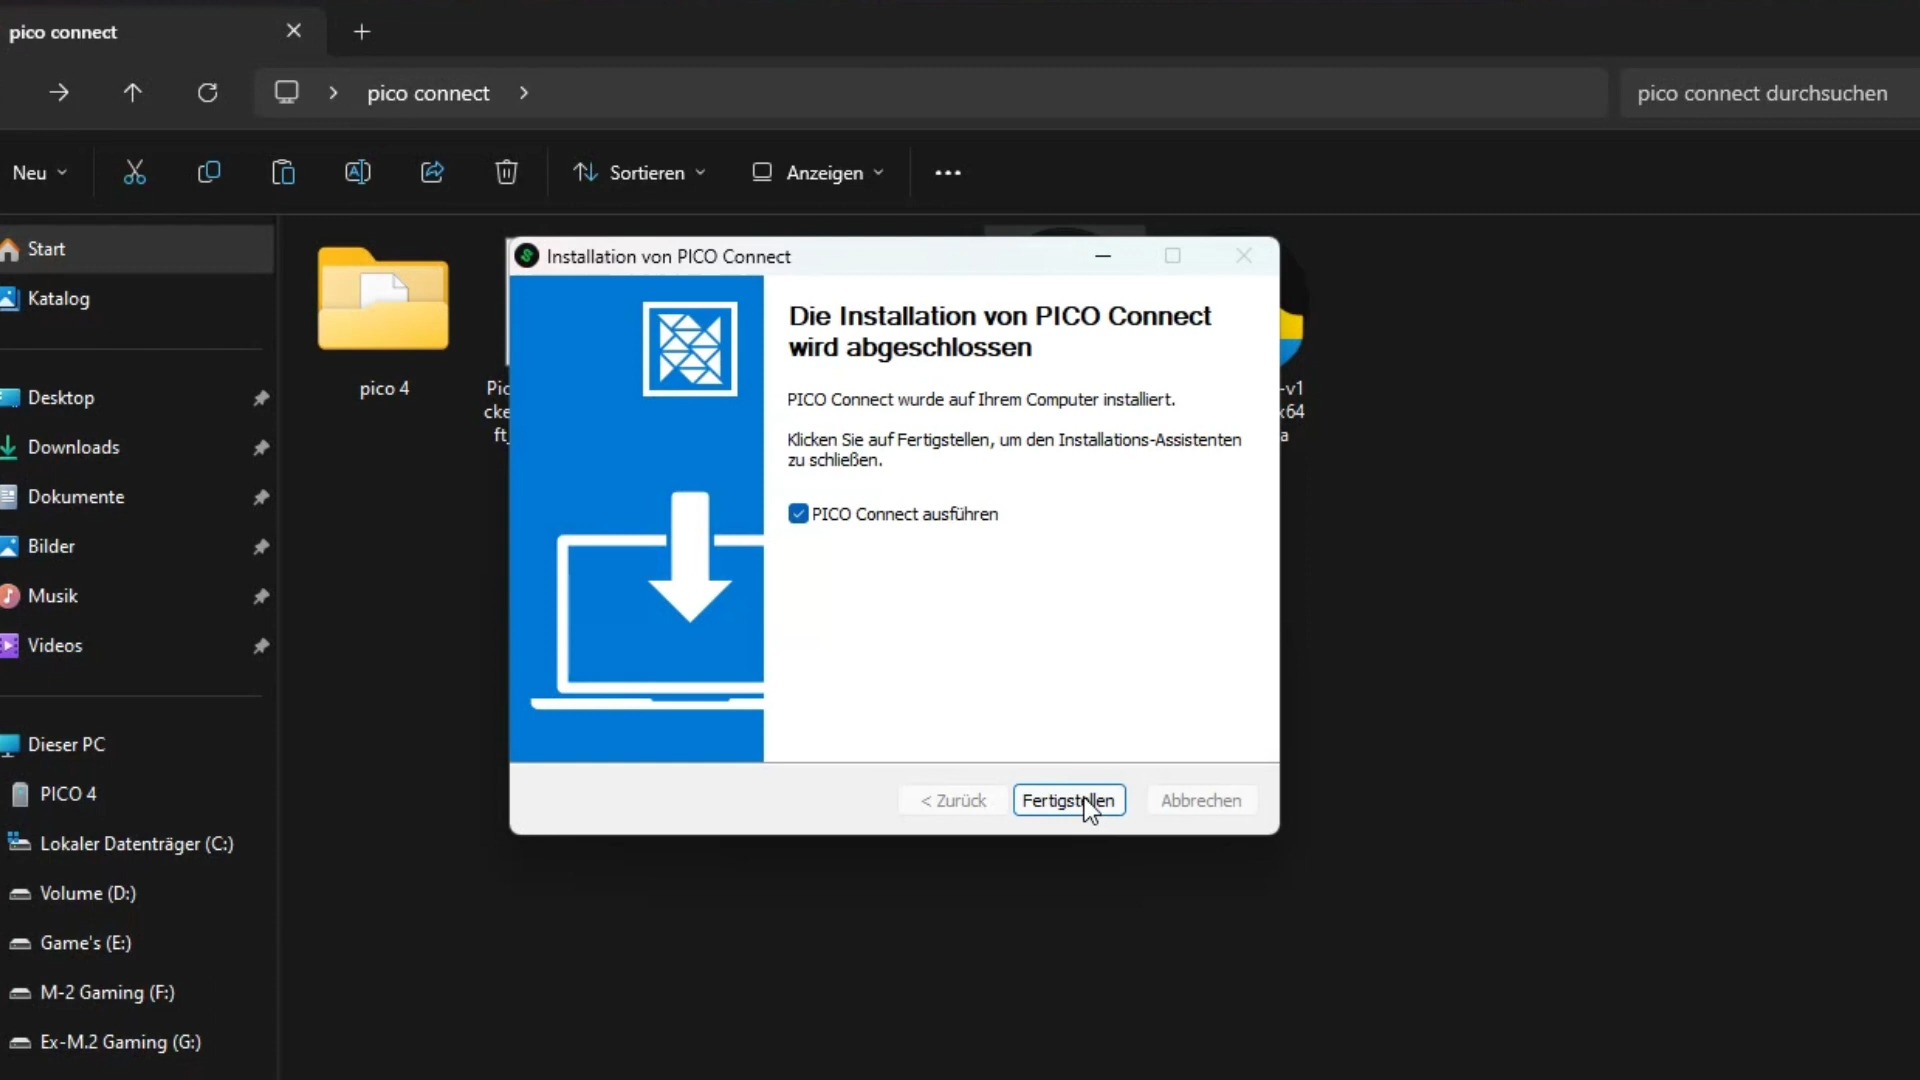 pico connect
pico connect
pico connect durchsuchen
Neu
Sortieren
Anzeigen
Start
Katalog
Desktop
Downloads
Dokumente
Bilder
Musik
Videos
Dieser PC
PICO 4
Lokaler Datenträger (C:)
Volume (D:)
Game's (E:)
M-2 Gaming (F:)
Ex-M.2 Gaming (G:)
pico 4
Installation von PICO Connect
Die Installation von PICO Connect
wird abgeschlossen
PICO Connect wurde auf Ihrem Computer installiert.
Klicken Sie auf Fertigstellen, um den Installations-Assistenten
zu schließen.
PICO Connect ausführen
< Zurück
Fertigstellen
Abbrechen